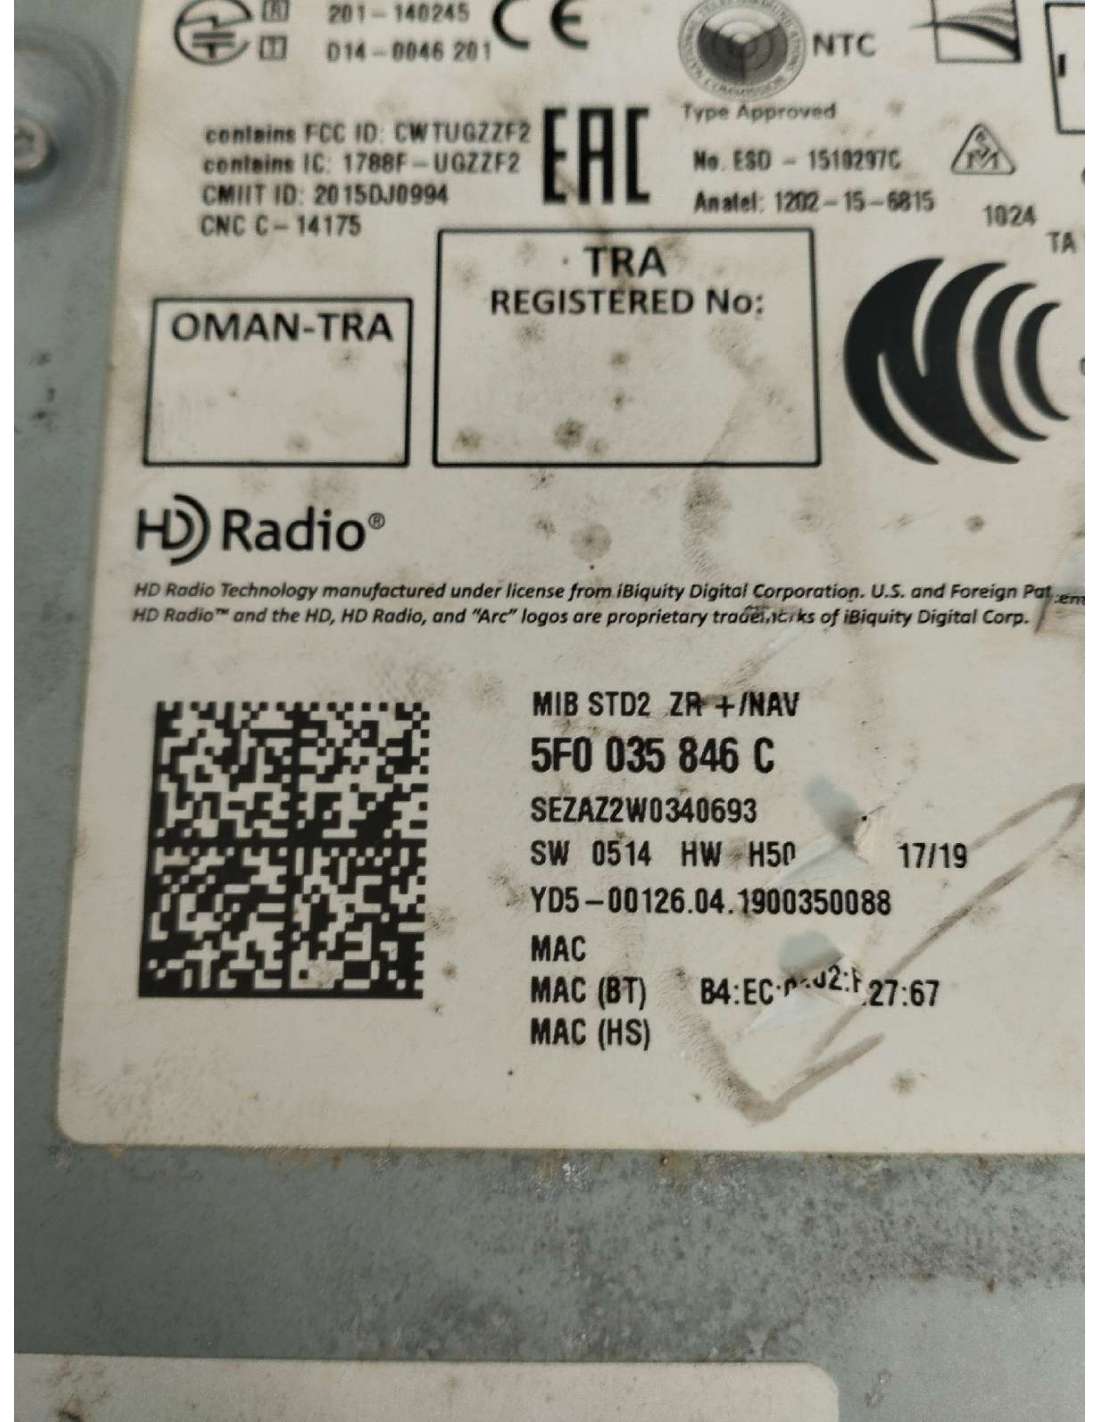 R 201-140245
T D14-0046 201
CE
NTC
Type Approved
contains FCC ID: CWTUGZZF2
contains IC: 1788F-UGZZF2
CMIIT ID: 2015DJ0994
CNC C-14175
EAC
No. ESD - 1510297C
Anatel: 1202-15-6815
1024
TA
OMAN-TRA
TRA
REGISTERED No:
HD Radio®
HD Radio Technology manufactured under license from iBiquity Digital Corporation. U.S. and Foreign
HD Radio™ and the HD, HD Radio, and "Arc" logos are proprietary trademarks of iBiquity Digital Corp.
MIB STD2 ZR +/NAV
5F0 035 846 C
SEZAZ2W0340693
SW 0514 HW H50 17/19
YD5-00126.04.1900350088
MAC
MAC (BT) B4:EC: 02: 27:67
MAC (HS)